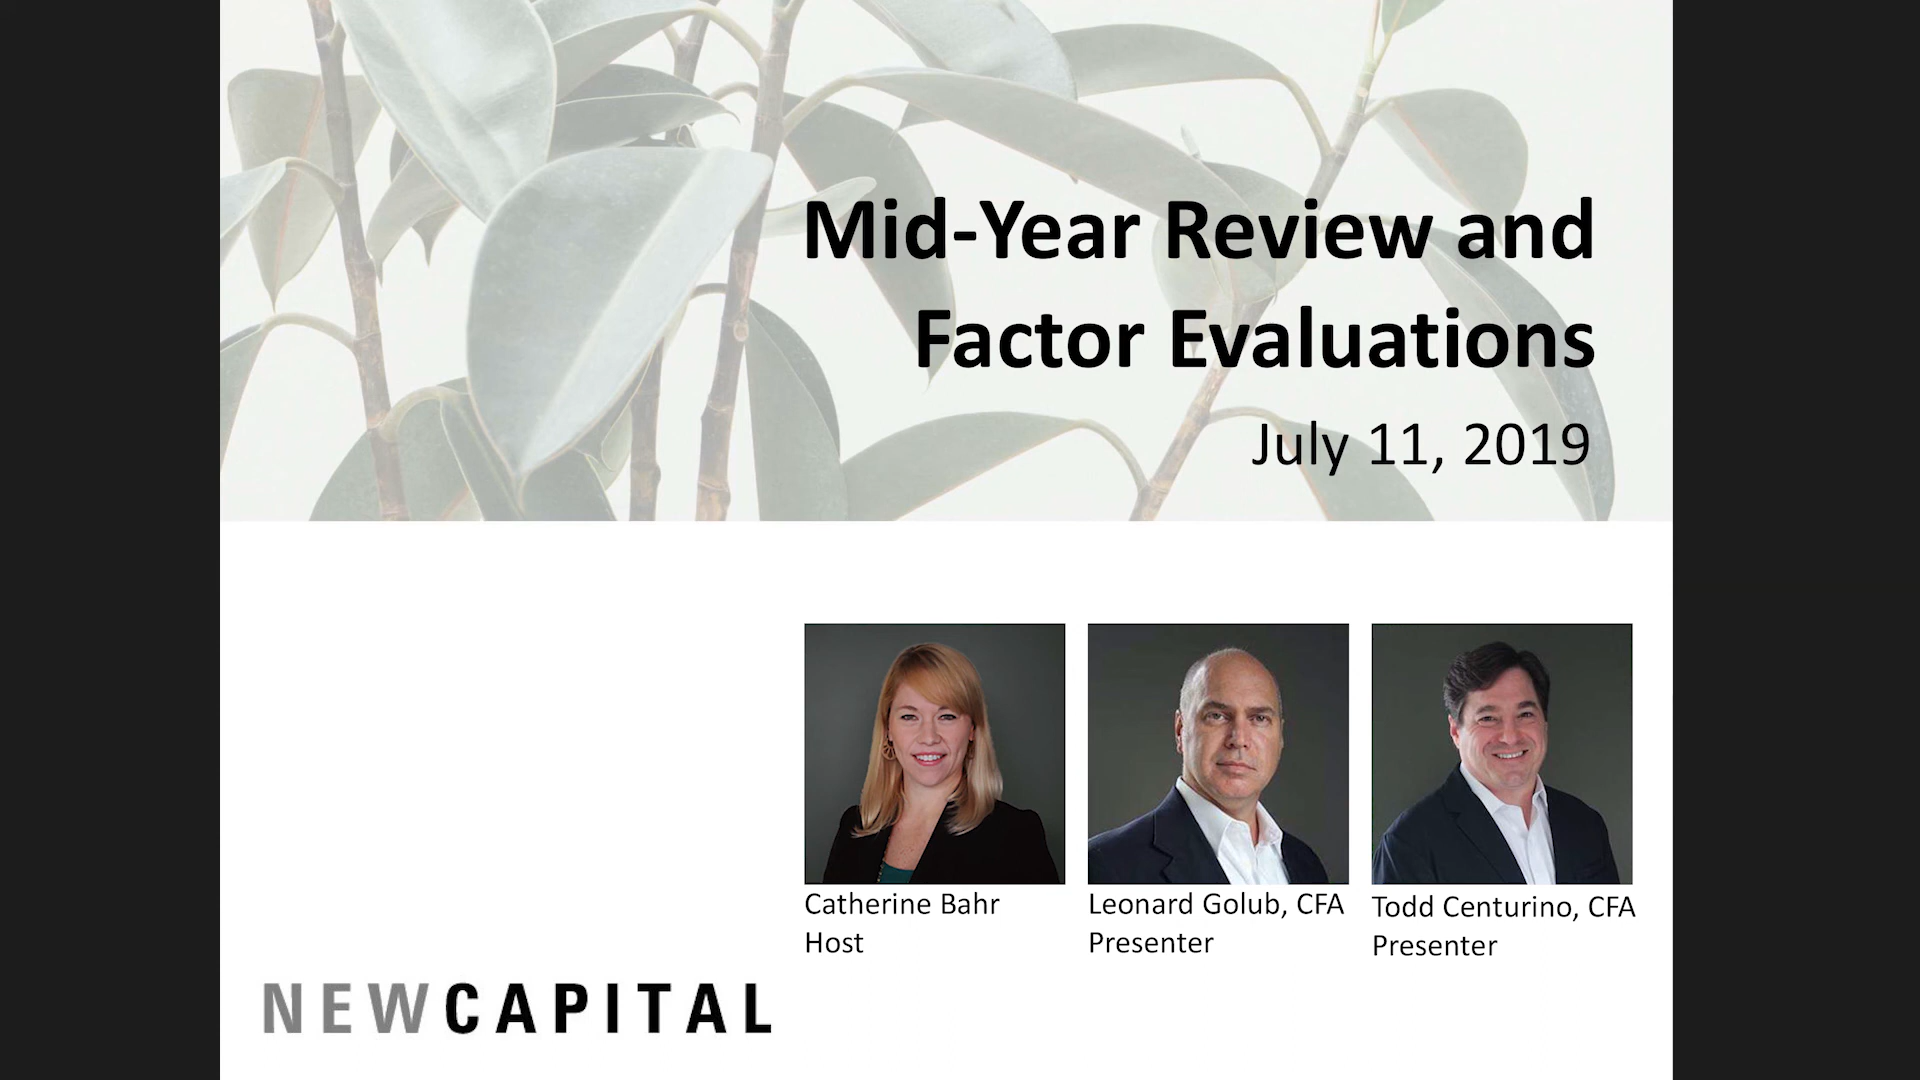 Mid-Year Review and
Factor Evaluations
July 11, 2019
Catherine Bahr
Host
Leonard Golub, CFA
Presenter
Todd Centurino, CFA
Presenter
NEWCAPITAL